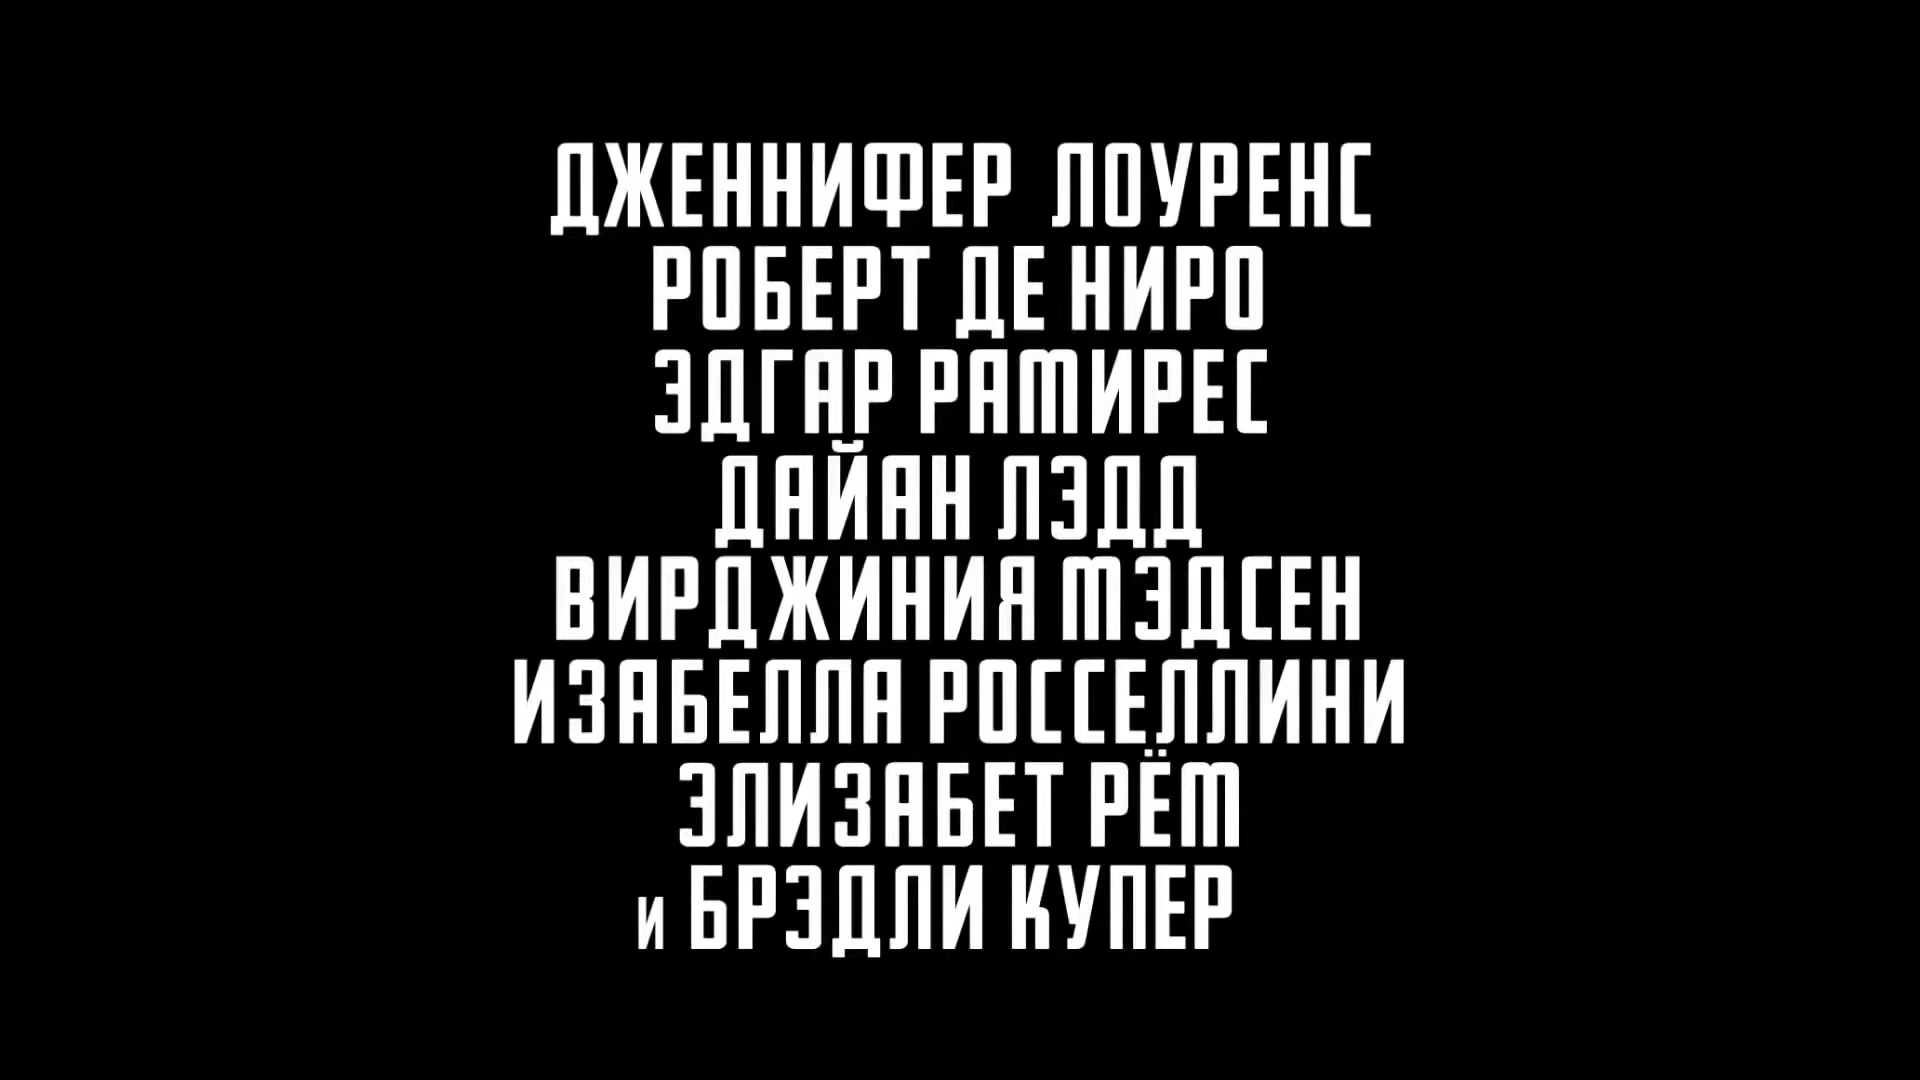 ДЖЕННИФЕР ЛОУРЕНС
РОБЕРТ ДЕ НИРО
ЭДГАР РАМИРЕС
ДАЙАН ЛЭДД
ВИРДЖИНИЯ МЭДСЕН
ИЗАБЕЛЛА РОССЕЛЛИНИ
ЭЛИЗАБЕТ РЁМ
и БРЭДЛИ КУПЕР